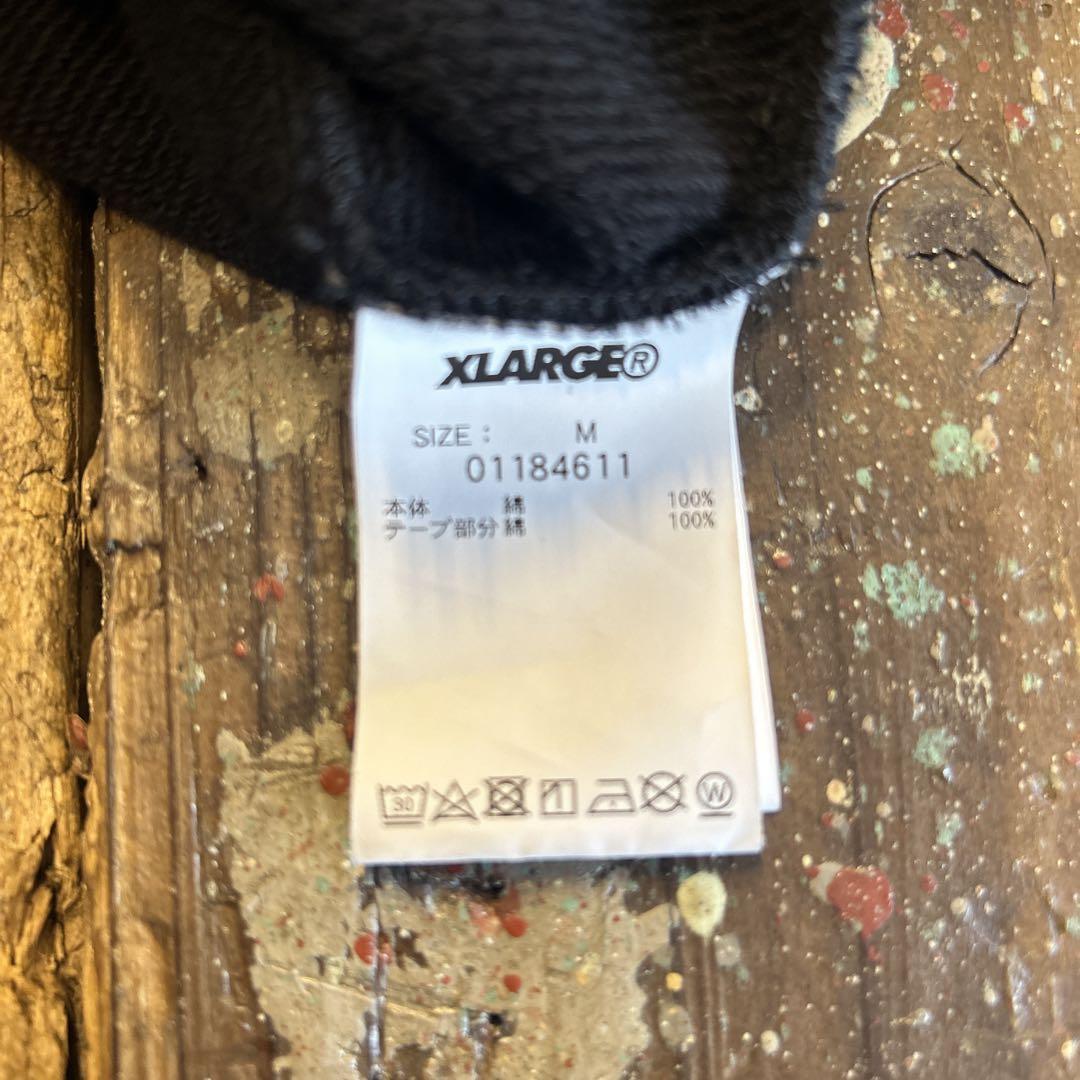 XLARGE®
SIZE： M
01184611
本体 綿 100%
テープ部分 綿 100%
30
W